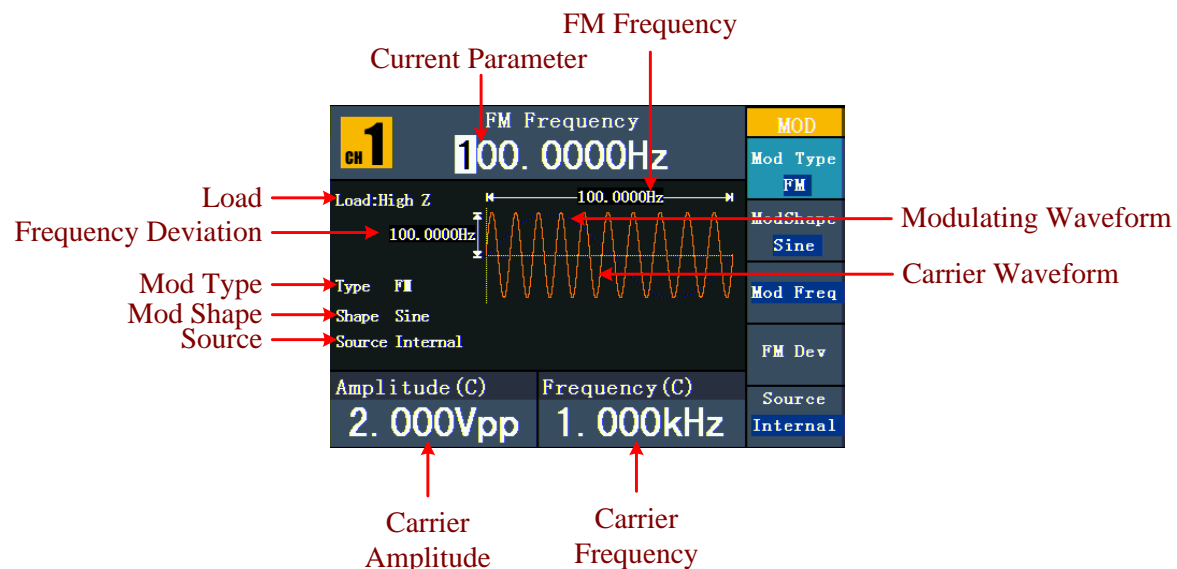 FM Frequency
Current Parameter
CH 1
FM Frequency
100.0000Hz
MOD
Mod Type
FM
ModShape
Sine
Mod Freq
FM Dev
Source
Internal
Load
Load:High Z
100.0000Hz
Modulating Waveform
Frequency Deviation
100.0000Hz
Carrier Waveform
Mod Type
Type FM
Mod Shape
Shape Sine
Source
Source Internal
Amplitude(C)
2.000Vpp
Frequency(C)
1.000kHz
Carrier
Amplitude
Carrier
Frequency